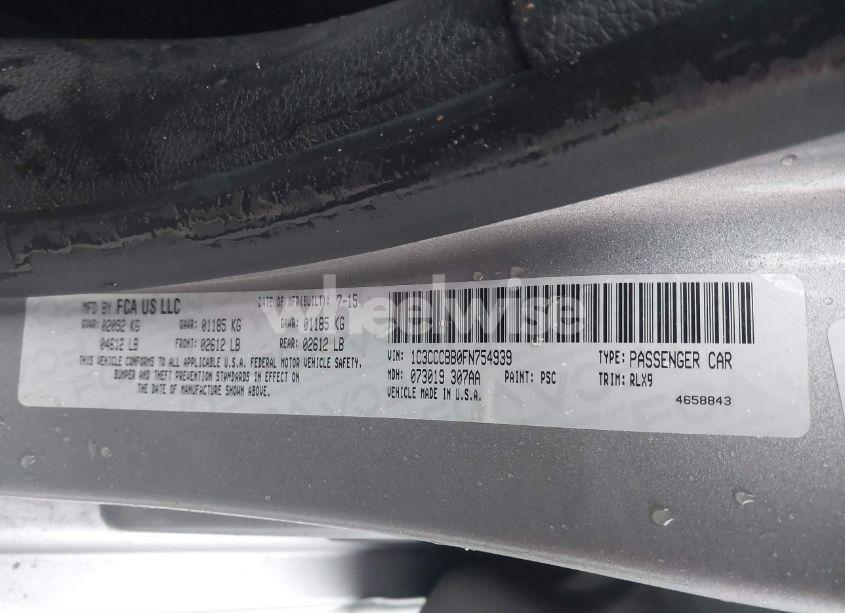 MFD BY FCA US LLC DATE OF MFR(BUILT): 7-15
GVWR: 02092 KG GAWR: 01185 KG GAWR: 01185 KG
04612 LB FRONT: 02612 LB REAR: 02612 LB
THIS VEHICLE CONFORMS TO ALL APPLICABLE U.S.A. FEDERAL MOTOR VEHICLE SAFETY,
BUMPER AND THEFT PREVENTION STANDARDS IN EFFECT ON
THE DATE OF MANUFACTURE SHOWN ABOVE.
VIN: 1C3CCCBB0FN754939 TYPE: PASSENGER CAR
MDH: 073019 307AA PAINT: PSC TRIM: RLX9
VEHICLE MADE IN U.S.A.
4658843
wheelwise